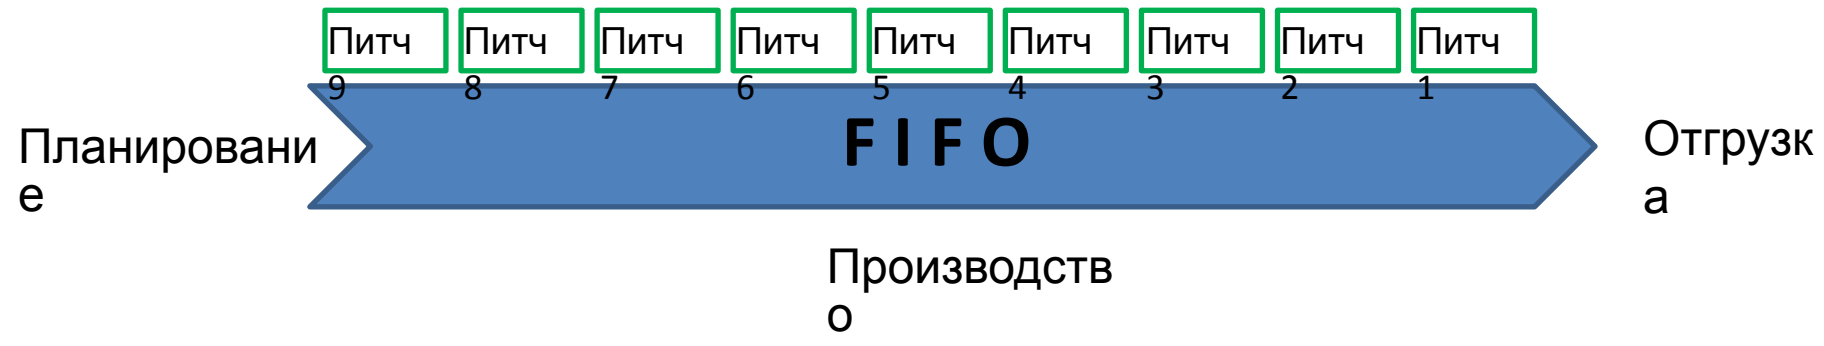 Питч Питч Питч Питч Питч Питч Питч Питч Питч
9 8 7 6 5 4 3 2 1
F I F O
Планировани
е
Отгрузк
а
Производств
о